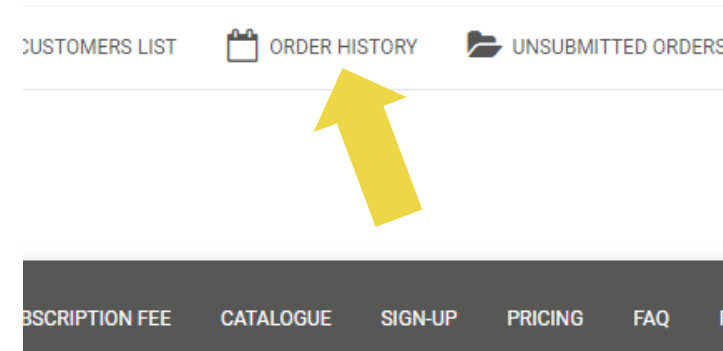 CUSTOMERS LIST ORDER HISTORY UNSUBMITTED ORDERS
BSCRIPTION FEE CATALOGUE SIGN-UP PRICING FAQ